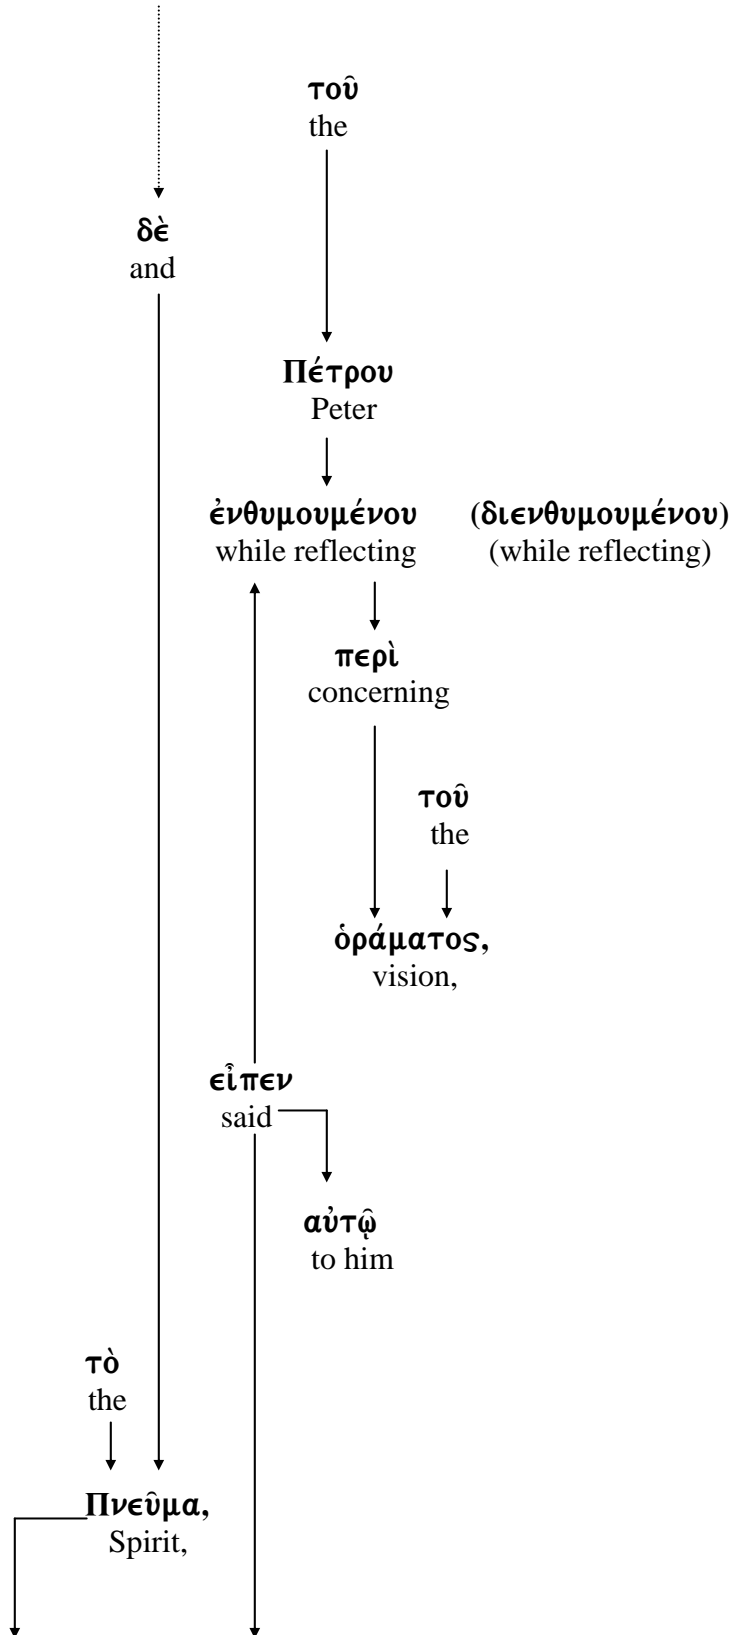 τοῦ
the
δὲ
and
Πέτρου
Peter
ἐνθυμουμένου (διενθυμουμένου)
while reflecting (while reflecting)
περὶ
concerning
τοῦ
the
ὁράματος,
vision,
εἶπεν
said
αὐτῷ
to him
τὸ
the
Πνεῦμα,
Spirit,